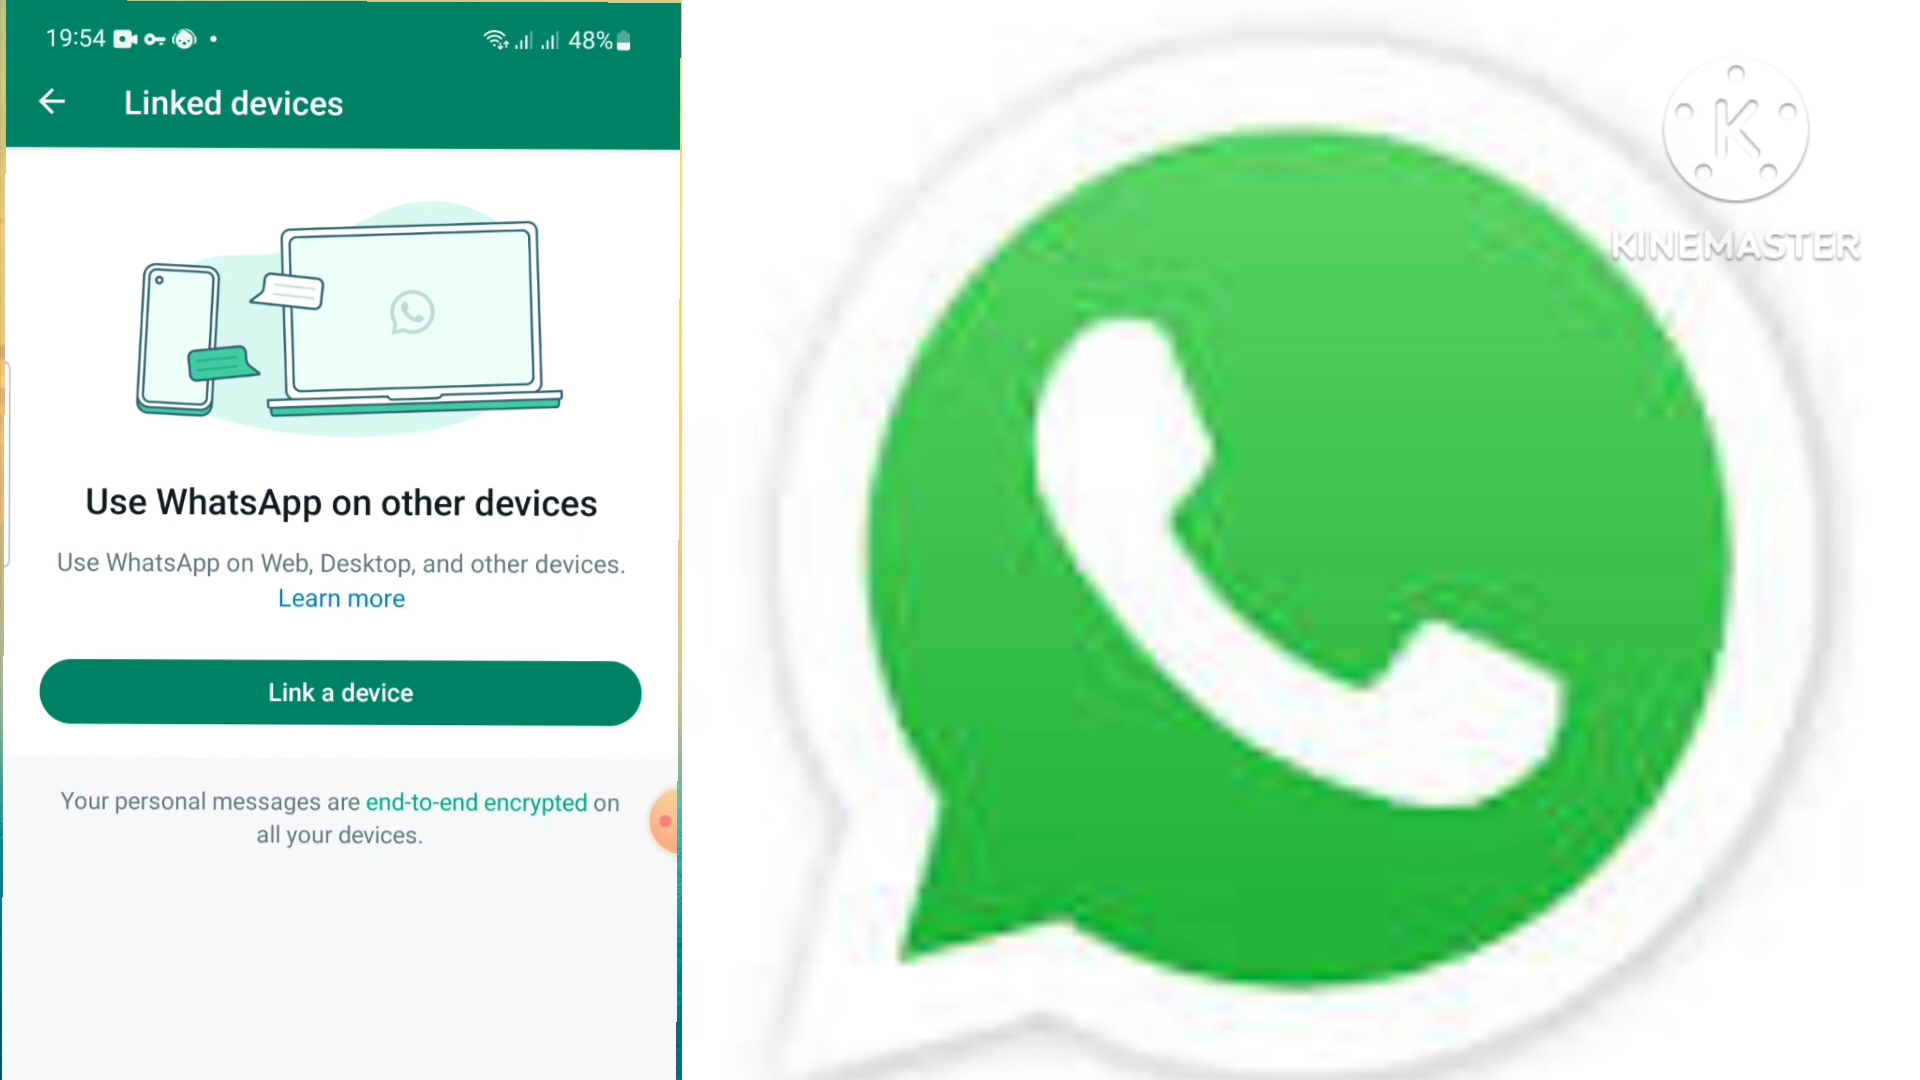 19:54
48%
Linked devices
Use WhatsApp on other devices
Use WhatsApp on Web, Desktop, and other devices.
Learn more
Link a device
Your personal messages are end-to-end encrypted on
all your devices.
K
KINEMASTER